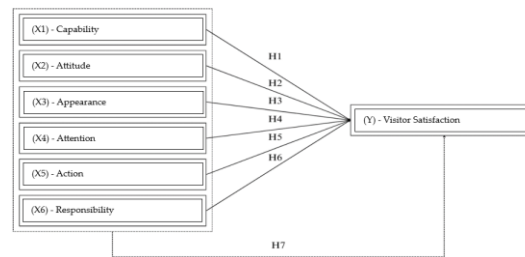 (X1) - Capability
H1
(X2) - Attitude
H2
(X3) - Appearance
H3
(X4) - Attention
H4
(Y) - Visitor Satisfaction
H5
(X5) - Action
H6
(X6) - Responsibility
H7